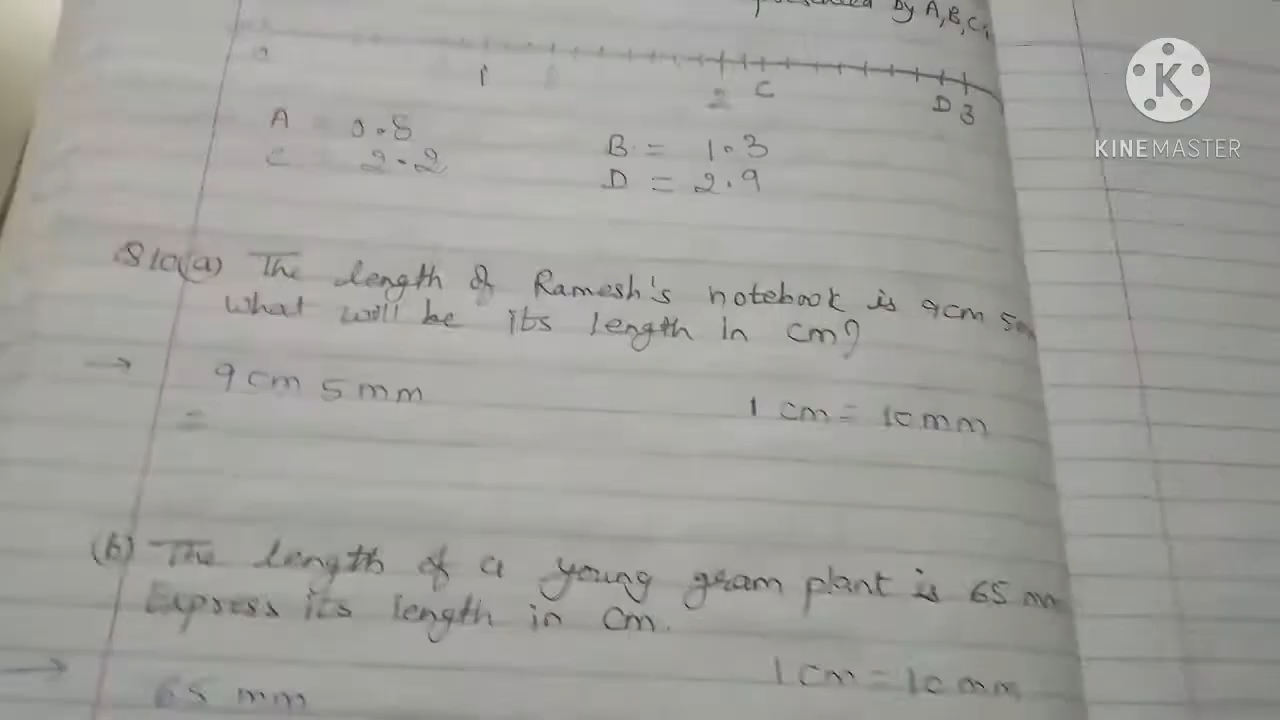 by A, B, C,
0 1 2 C D 3
A = 0.8 B = 1.3
C = 2.2 D = 2.9
KINEMASTER
Q10(a) The length of Ramesh's notebook is 9cm 5m
What will be its length in cm?
→ 9 cm 5 mm 1 cm = 10 mm
=
(b) The length of a young gram plant is 65 mm
Express its length in cm.
→ 65 mm 1 cm = 10 mm